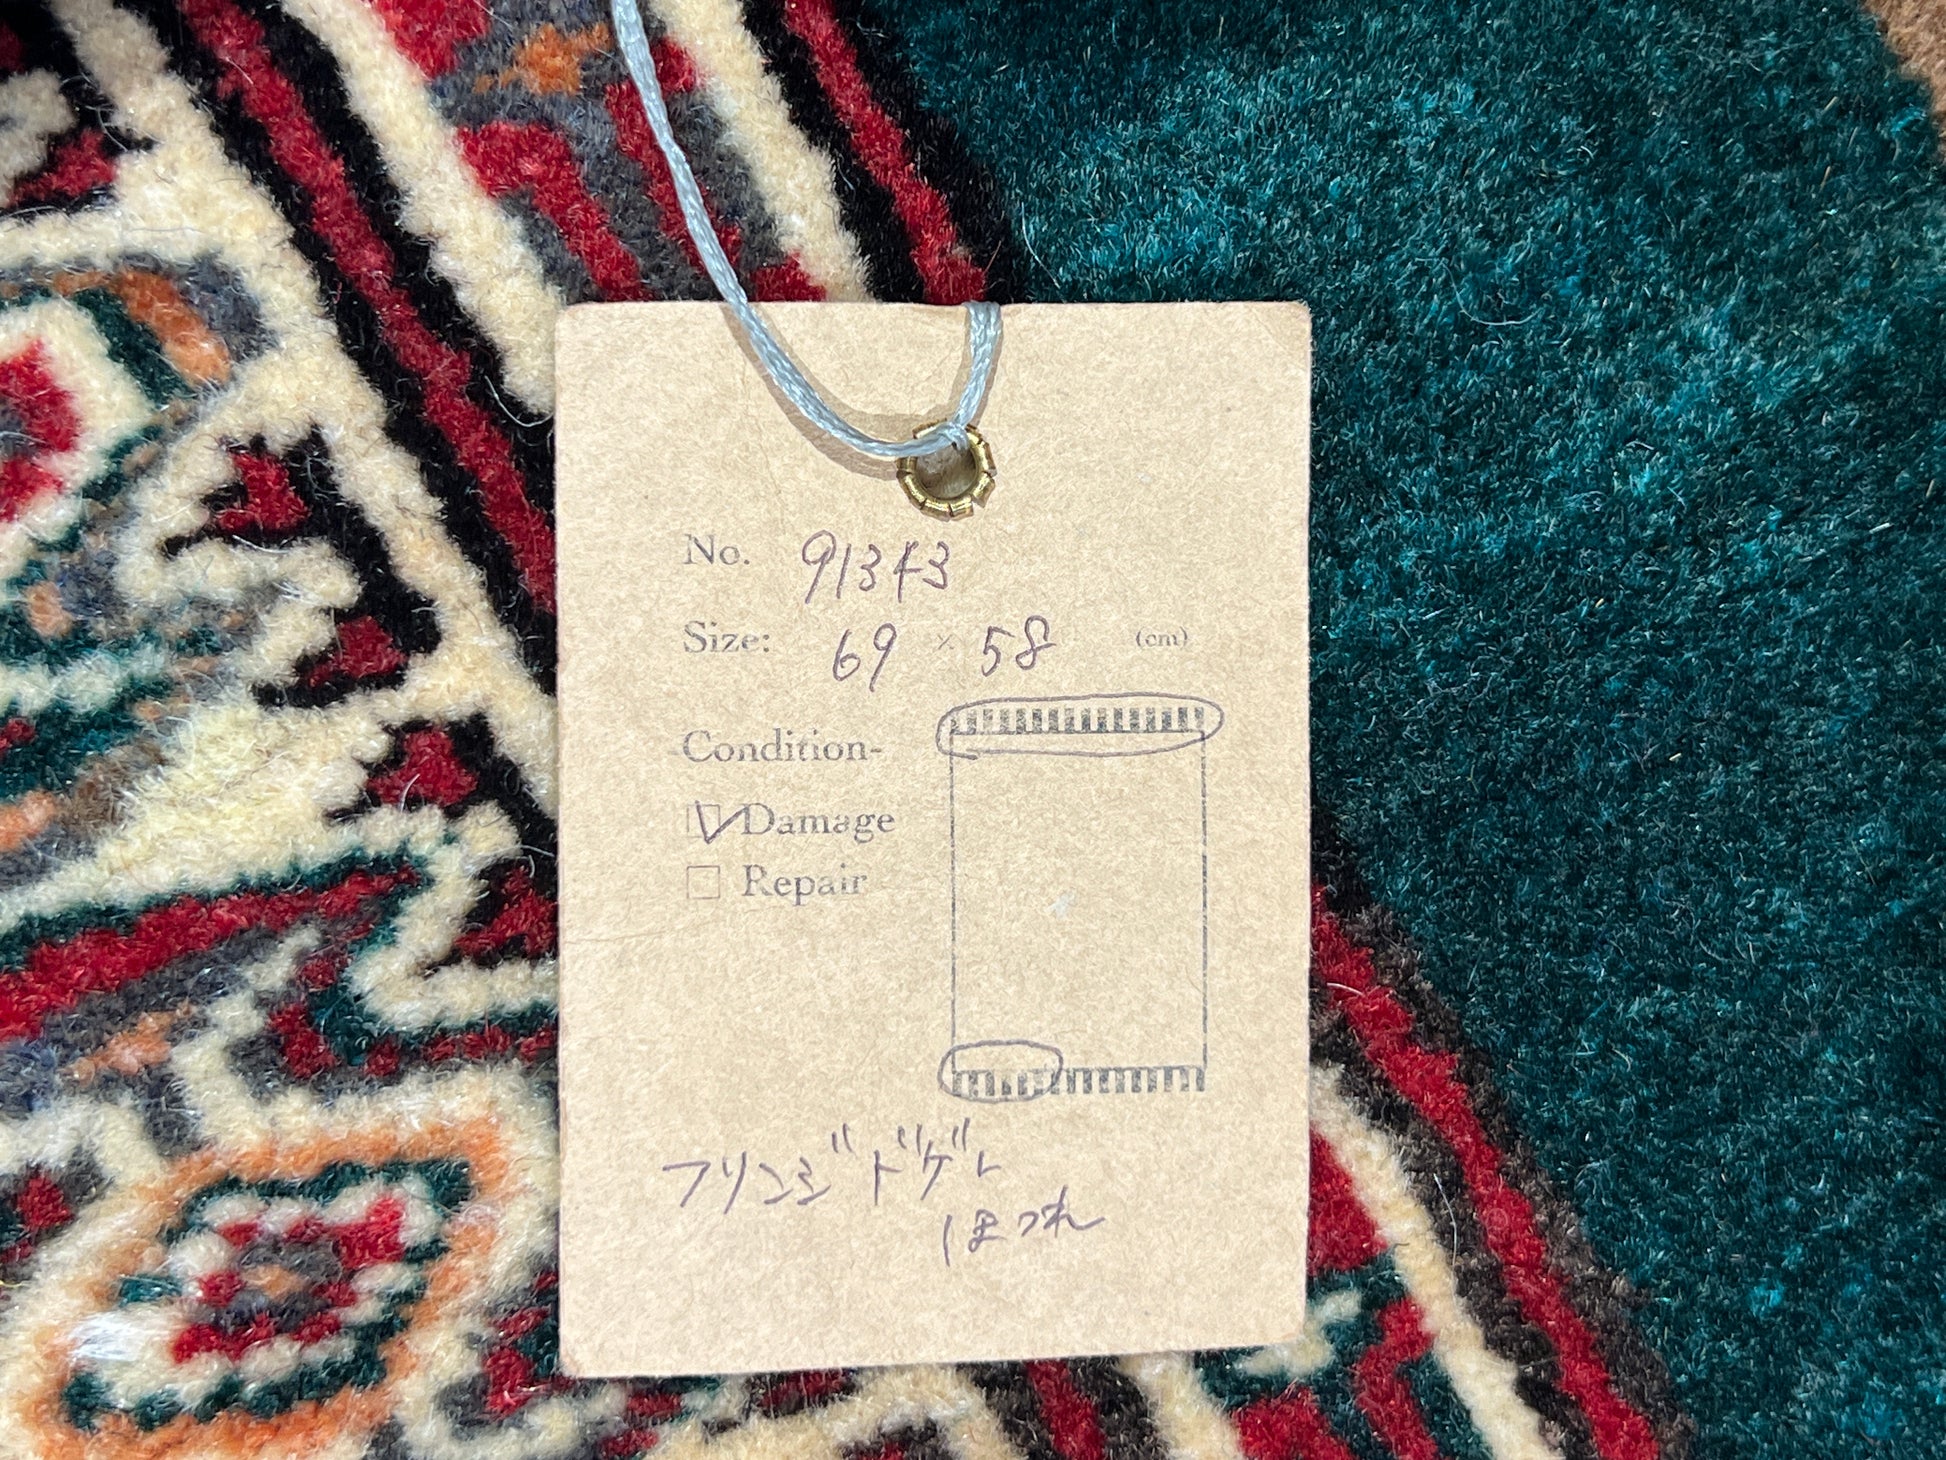 No. 91343
Size: 69 × 58 (cm)
-Condition-
Damage
Repair
フリンジドゲレ
ほつれ